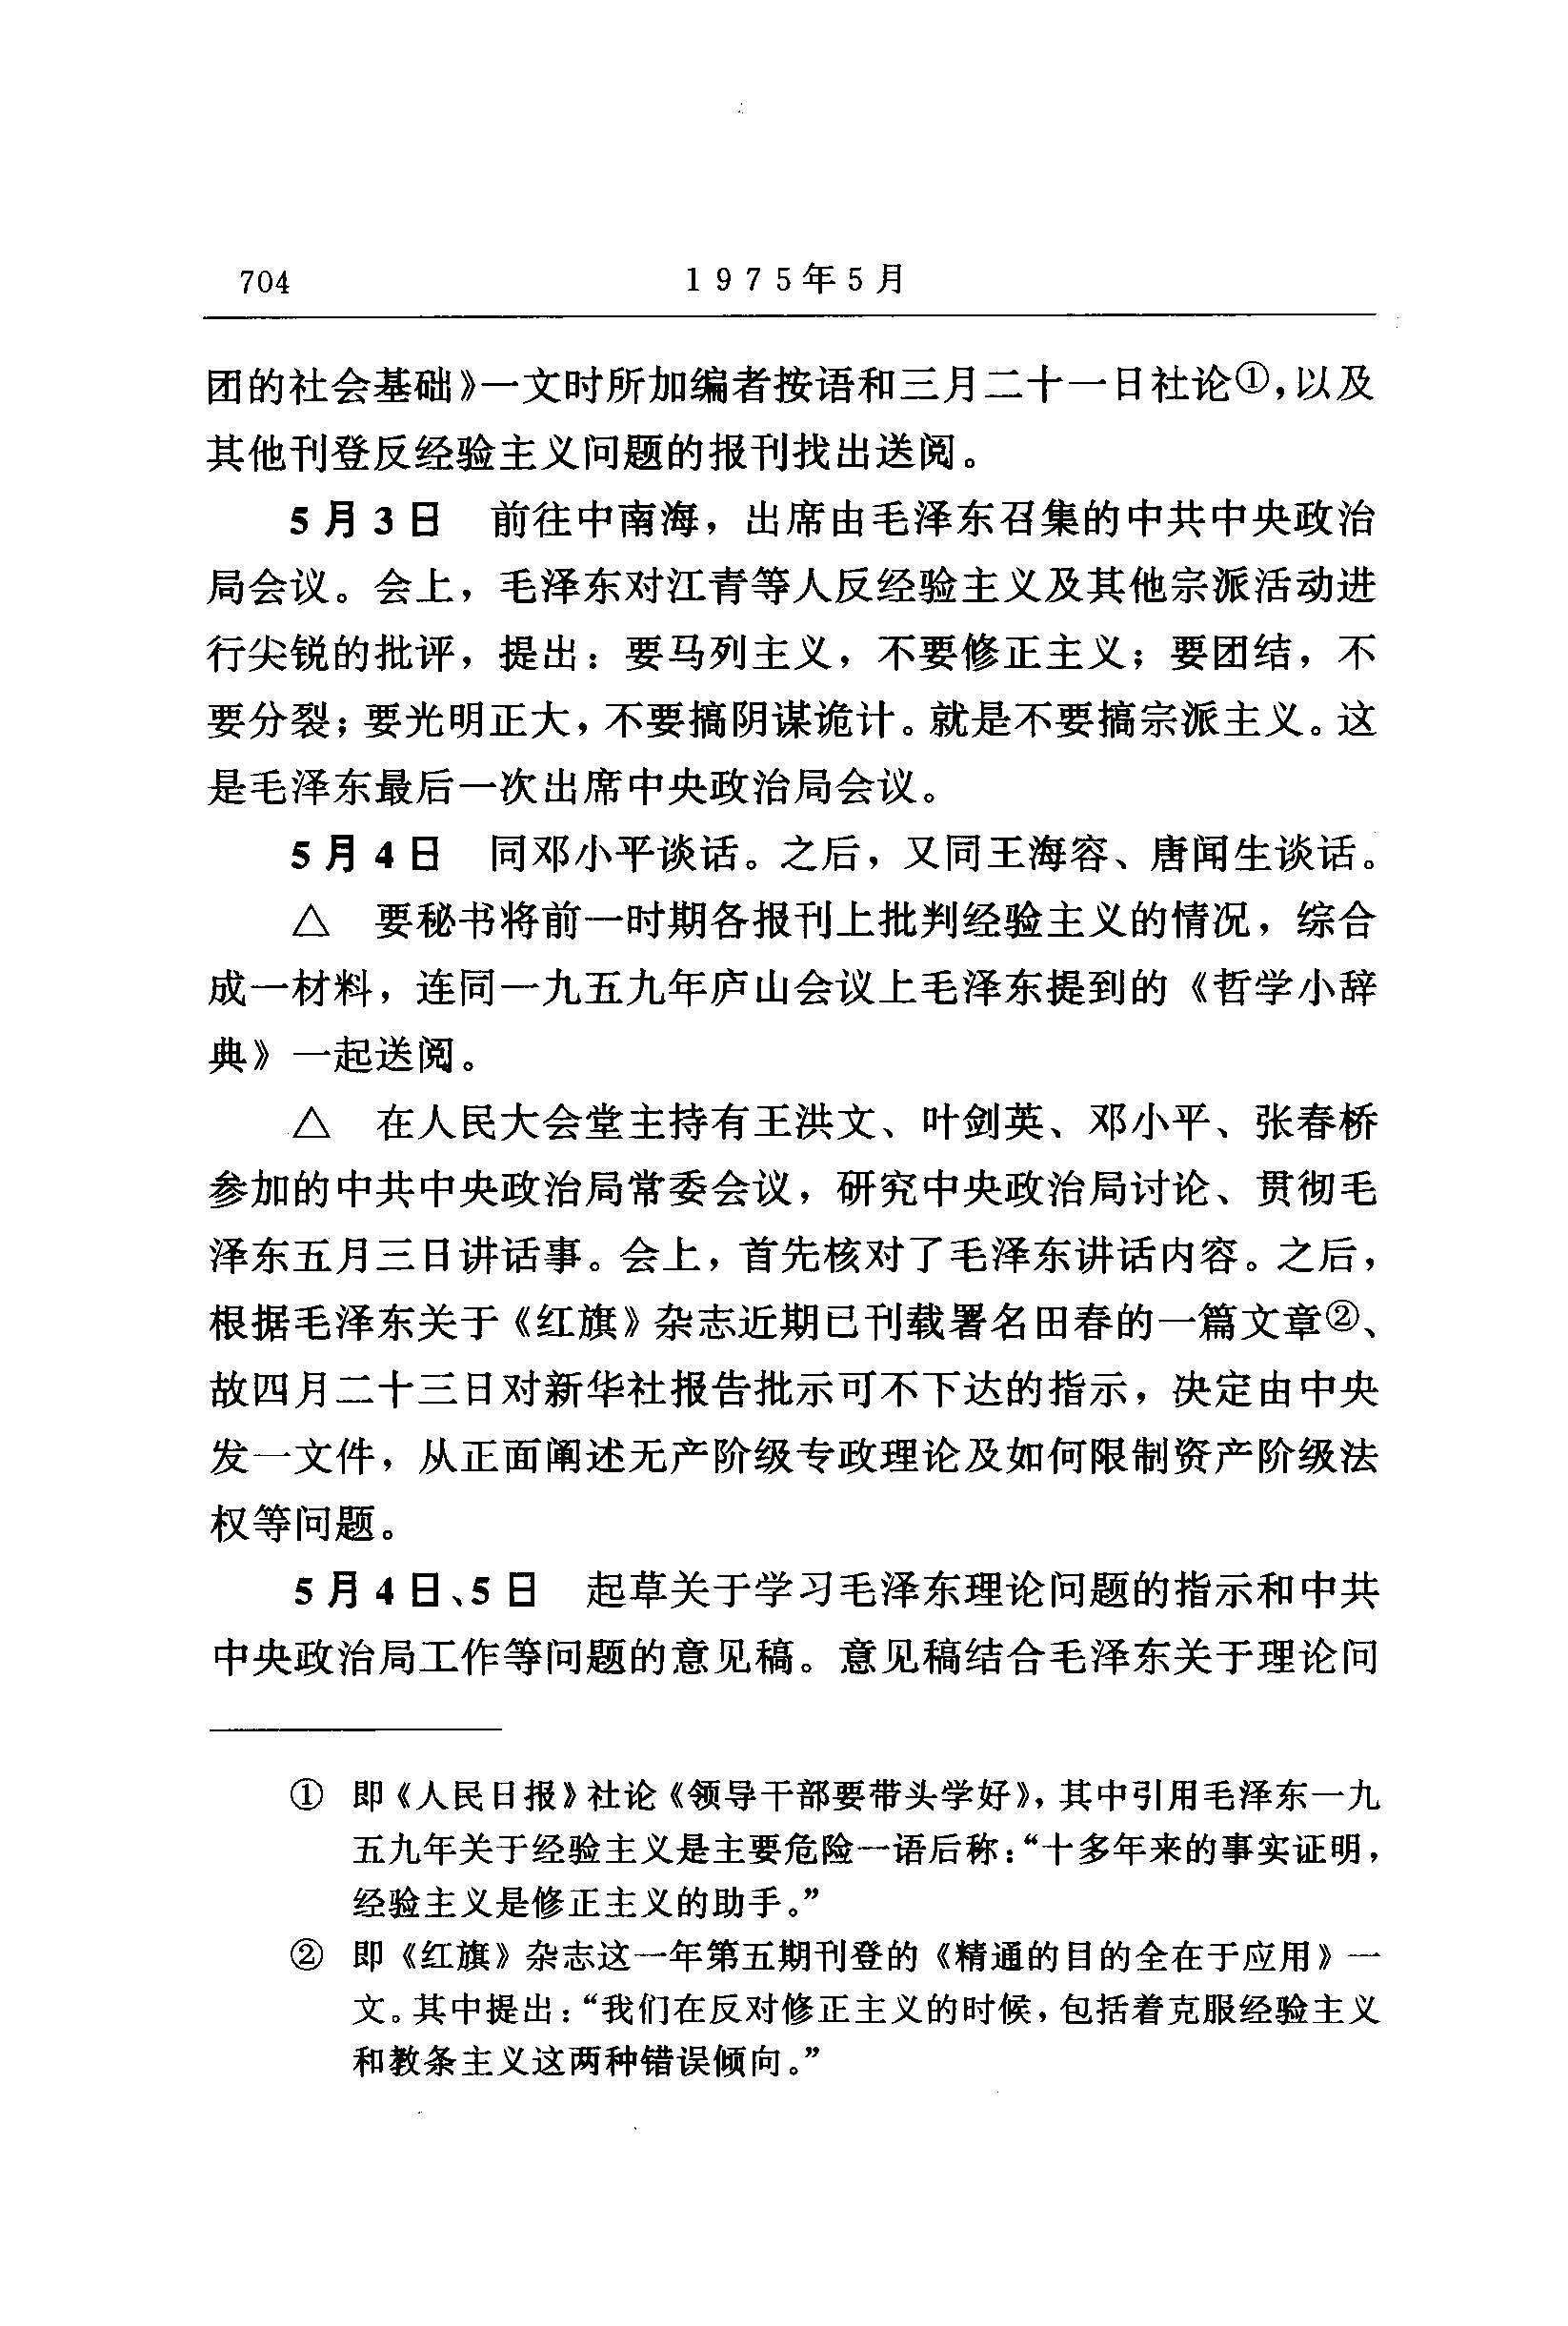 704
1975年5月
团的社会基础》一文时所加编者按语和三月二十一日社论①，以及
其他刊登反经验主义问题的报刊找出送阅。
5月3日　前往中南海，出席由毛泽东召集的中共中央政治
局会议。会上，毛泽东对江青等人反经验主义及其他宗派活动进
行尖锐的批评，提出：要马列主义，不要修正主义；要团结，不
要分裂；要光明正大，不要搞阴谋诡计。就是不要搞宗派主义。这
是毛泽东最后一次出席中央政治局会议。
5月4日　同邓小平谈话。之后，又同王海容、唐闻生谈话。
△　要秘书将前一时期各报刊上批判经验主义的情况，综合
成一材料，连同一九五九年庐山会议上毛泽东提到的《哲学小辞
典》一起送阅。
△　在人民大会堂主持有王洪文、叶剑英、邓小平、张春桥
参加的中共中央政治局常委会议，研究中央政治局讨论、贯彻毛
泽东五月三日讲话事。会上，首先核对了毛泽东讲话内容。之后，
根据毛泽东关于《红旗》杂志近期已刊载署名田春的一篇文章②、
故四月二十三日对新华社报告批示可不下达的指示，决定由中央
发一文件，从正面阐述无产阶级专政理论及如何限制资产阶级法
权等问题。
5月4日、5日　起草关于学习毛泽东理论问题的指示和中共
中央政治局工作等问题的意见稿。意见稿结合毛泽东关于理论问
①　即《人民日报》社论《领导干部要带头学好》，其中引用毛泽东一九
五九年关于经验主义是主要危险一语后称：“十多年来的事实证明，
经验主义是修正主义的助手。”
②　即《红旗》杂志这一年第五期刊登的《精通的目的全在于应用》一
文。其中提出：“我们在反对修正主义的时候，包括着克服经验主义
和教条主义这两种错误倾向。”